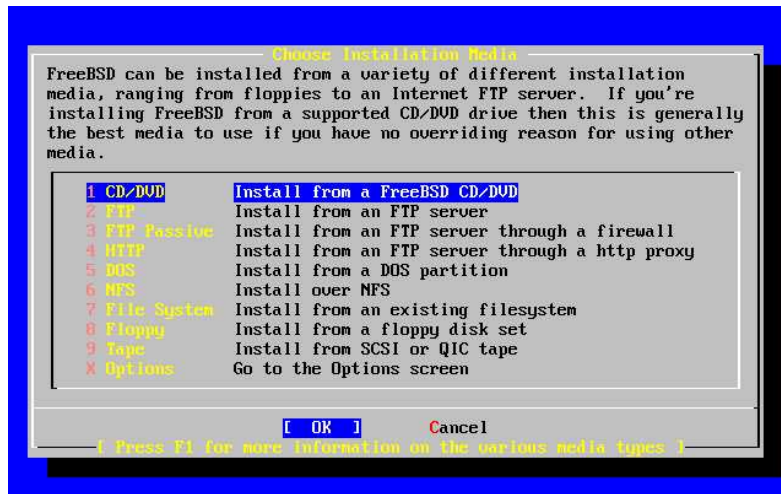 Choose Installation Media
FreeBSD can be installed from a variety of different installation
media, ranging from floppies to an Internet FTP server.  If you're
installing FreeBSD from a supported CD/DVD drive then this is generally
the best media to use if you have no overriding reason for using other
media.
1 CD/DVD Install from a FreeBSD CD/DVD
2 FTP Install from an FTP server
3 FTP Passive Install from an FTP server through a firewall
4 HTTP Install from an FTP server through a http proxy
5 DOS Install from a DOS partition
6 NFS Install over NFS
7 File System Install from an existing filesystem
8 Floppy Install from a floppy disk set
9 Tape Install from SCSI or QIC tape
X Options Go to the Options screen
[ OK ] Cancel
[ Press F1 for more information on the various media types ]